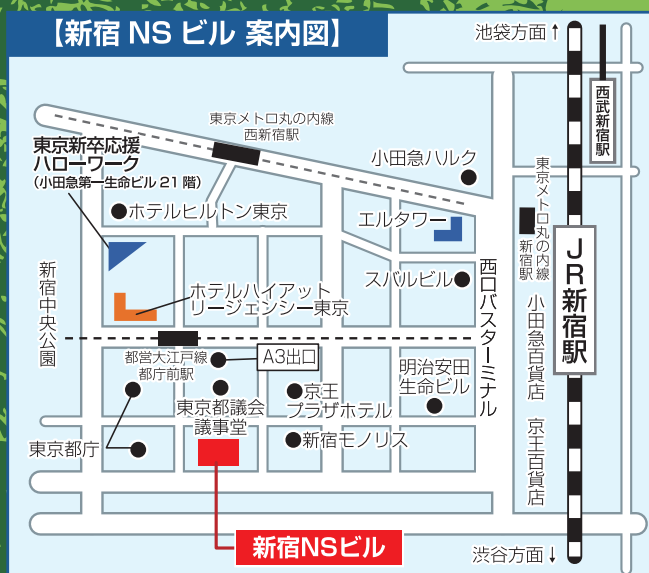 【新宿 NS ビル 案内図】
池袋方面↑
西武新宿駅
東京メトロ丸の内線
西新宿駅
東京新卒応援
ハローワーク
(小田急第一生命ビル 21 階)
小田急ハルク
東京メトロ丸の内線
新宿駅
ホテルヒルトン東京
エルタワー
JR新宿駅
新宿中央公園
ホテルハイアット
リージェンシー東京
スバルビル
西口バスターミナル
小田急百貨店
都営大江戸線
都庁前駅
A3出口
明治安田
生命ビル
京王
プラザホテル
東京都議会
議事堂
京王百貨店
東京都庁
新宿モノリス
新宿NSビル
渋谷方面↓